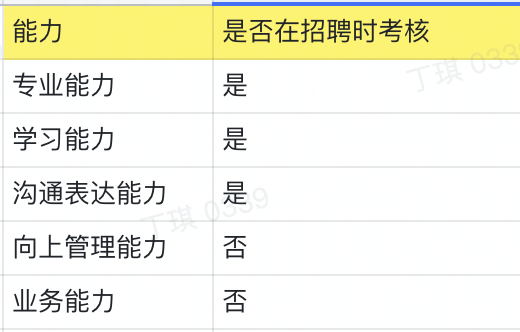 能力 是否在招聘时考核
专业能力 是
学习能力 是
沟通表达能力 是
向上管理能力 否
业务能力 否
丁琪 0339
丁琪 0339